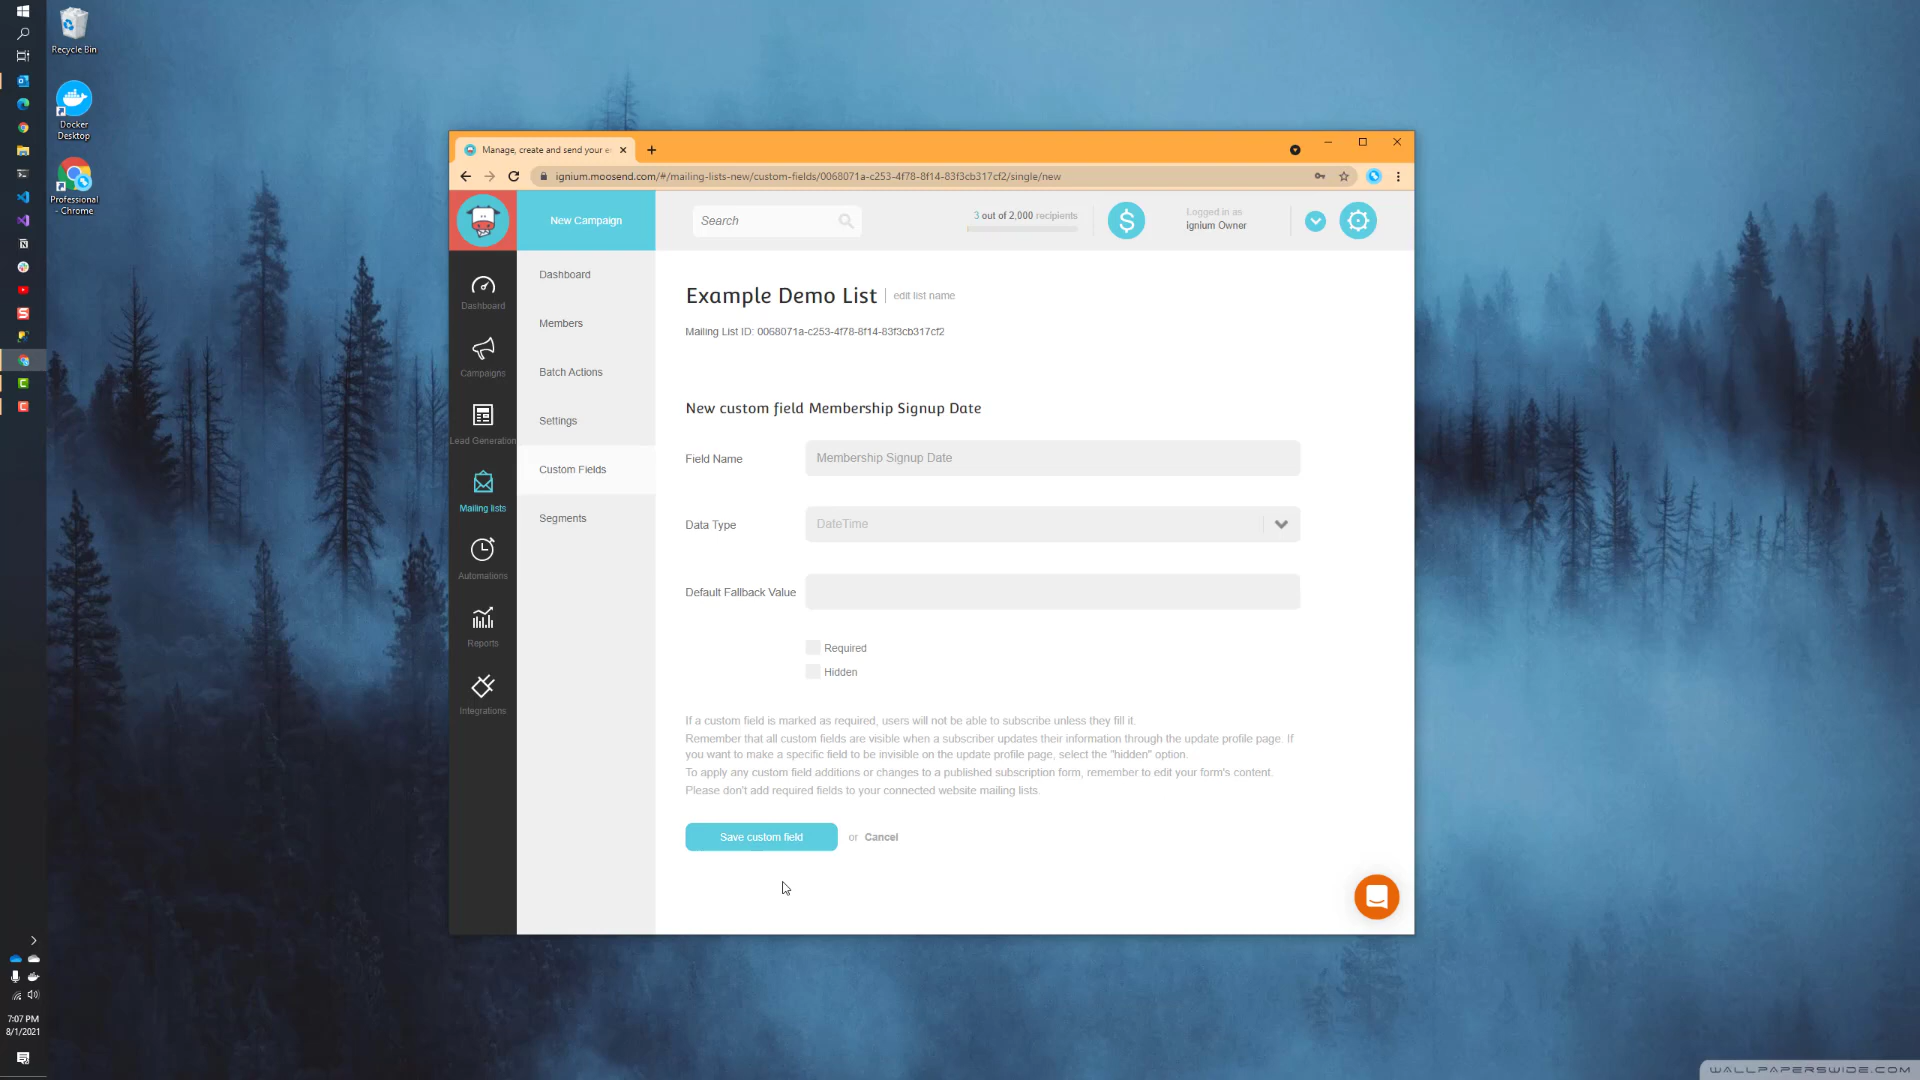 Recycle Bin
Docker
Desktop
Professional
- Chrome
7:07 PM
8/1/2021
Manage, create and send your e
ignium.moosend.com/#/mailing-lists-new/custom-fields/0068071a-c253-4f78-8f14-83f3cb317cf2/single/new
New Campaign
Search
3 out of 2,000 recipients
Logged in as
ignium Owner
Dashboard
Campaigns
Lead Generation
Mailing lists
Automations
Reports
Integrations
Dashboard
Members
Batch Actions
Settings
Custom Fields
Segments
Example Demo List
edit list name
Mailing List ID: 0068071a-c253-4f78-8f14-83f3cb317cf2
New custom field Membership Signup Date
Field Name
Membership Signup Date
Data Type
DateTime
Default Fallback Value
Required
Hidden
If a custom field is marked as required, users will not be able to subscribe unless they fill it.
Remember that all custom fields are visible when a subscriber updates their information through the update profile page. If
you want to make a specific field to be invisible on the update profile page, select the "hidden" option.
To apply any custom field additions or changes to a published subscription form, remember to edit your form's content.
Please don't add required fields to your connected website mailing lists.
Save custom field
or Cancel
WALLPAPERSWIDE.COM